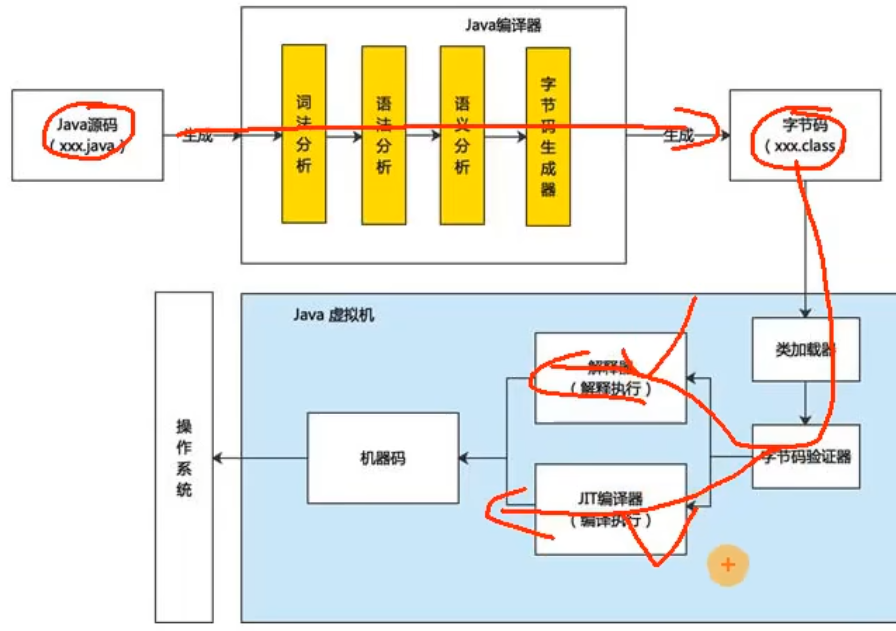 Java编译器
词法分析
语法分析
语义分析
字节码生成器
Java源码
（xxx.java）
生成
生成
字节码
（xxx.class）
Java 虚拟机
类加载器
解释器
（解释执行）
字节码验证器
机器码
JIT编译器
（编译执行）
操作系统